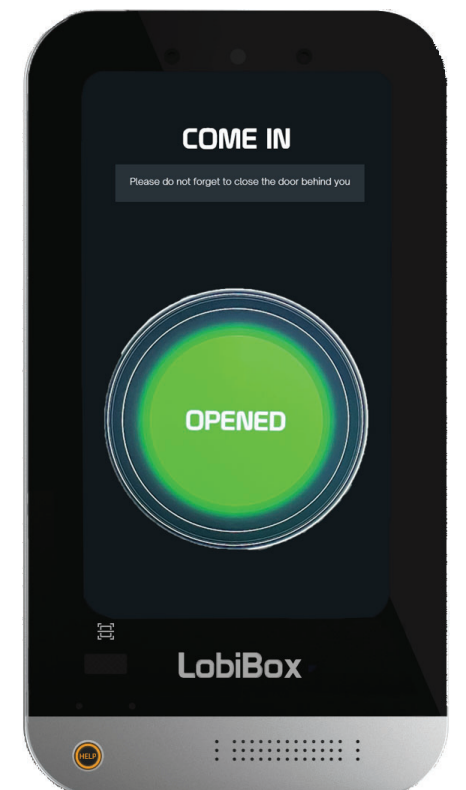 COME IN
Please do not forget to close the door behind you
OPENED
LobiBox
HELP